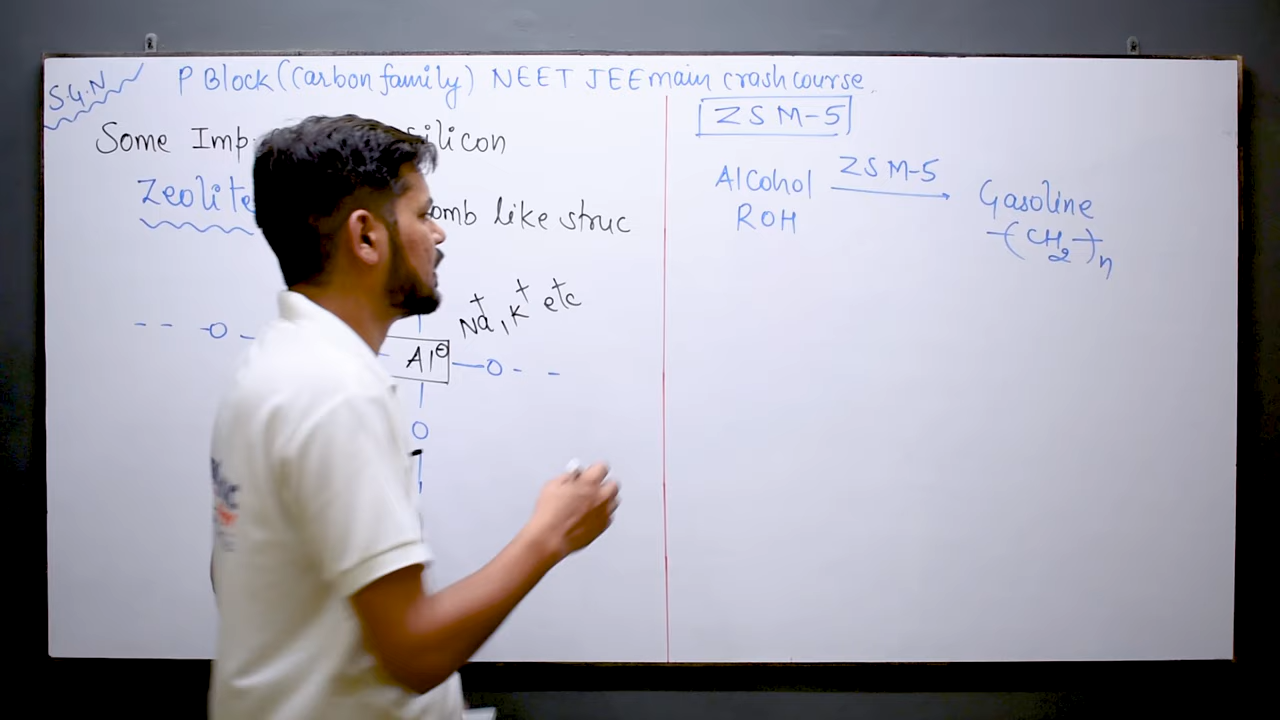 S.G.N
P Block (Carbon family) NEET JEE main crash course.
Some Imp silicon
Zeolite omb like struc
Na⁺, K⁺ etc
-- -O- Al⊖ -O- -
O
ZSM-5
Alcohol ZSM-5 Gasoline
ROH -(CH₂)-n